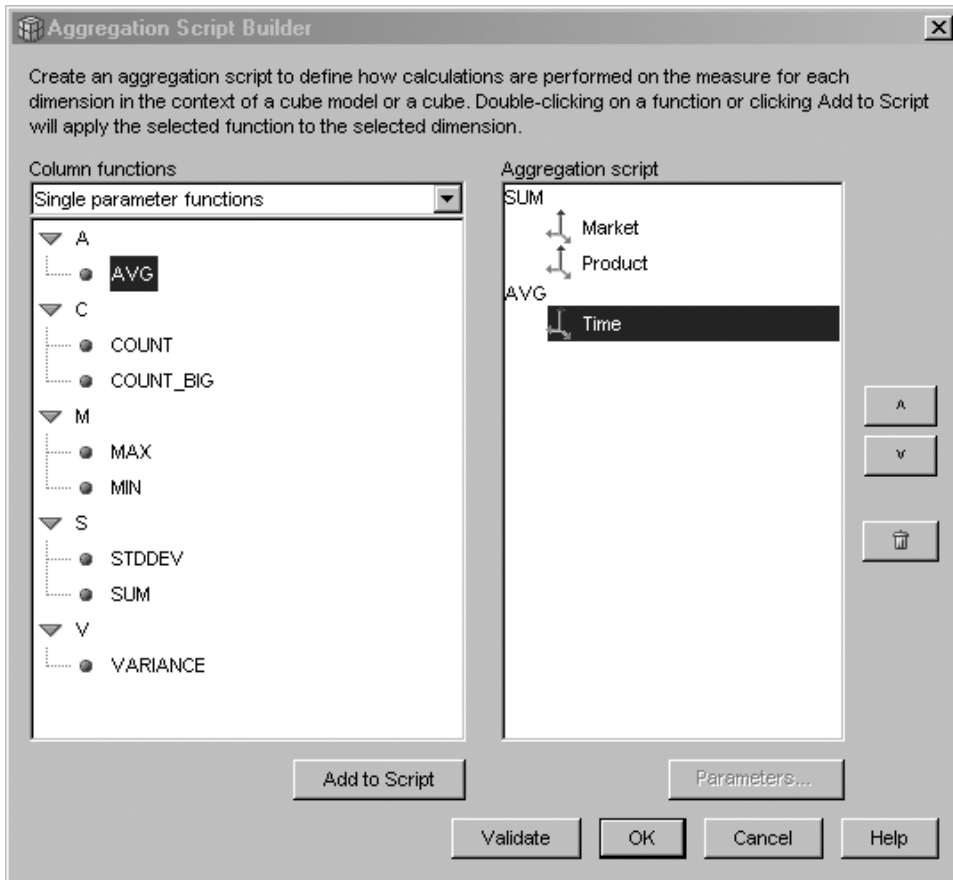 Aggregation Script Builder
Create an aggregation script to define how calculations are performed on the measure for each
dimension in the context of a cube model or a cube. Double-clicking on a function or clicking Add to Script
will apply the selected function to the selected dimension.
Column functions
Single parameter functions
A
AVG
C
COUNT
COUNT_BIG
M
MAX
MIN
S
STDDEV
SUM
V
VARIANCE
Add to Script
Aggregation script
SUM
Market
Product
AVG
Time
Parameters...
Validate
OK
Cancel
Help